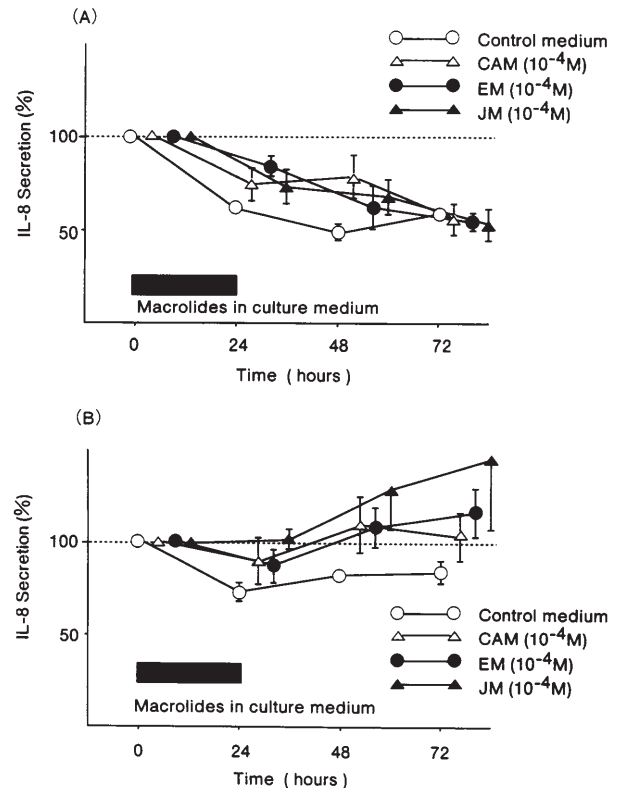 (A)
Control medium
CAM (10⁻⁴M)
EM (10⁻⁴M)
JM (10⁻⁴M)
IL-8 Secretion (%)
100
50
Macrolides in culture medium
0 24 48 72
Time ( hours )
(B)
IL-8 Secretion (%)
100
50
Control medium
CAM (10⁻⁴M)
EM (10⁻⁴M)
JM (10⁻⁴M)
Macrolides in culture medium
0 24 48 72
Time ( hours )